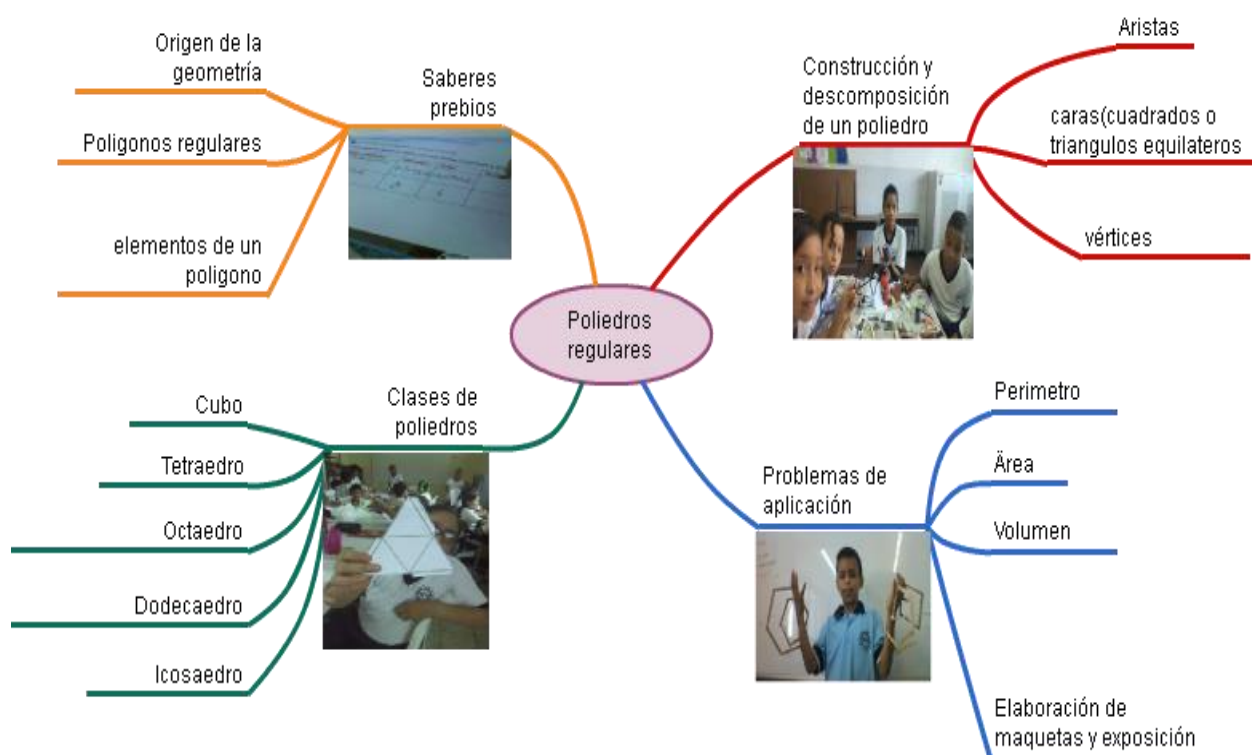 Poliedros
regulares
Saberes
prebios
Origen de la
geometría
Poligonos regulares
elementos de un
poligono
Construcción y
descomposición
de un poliedro
Aristas
caras(cuadrados o
triangulos equilateros
vértices
Clases de
poliedros
Cubo
Tetraedro
Octaedro
Dodecaedro
Icosaedro
Problemas de
aplicación
Perimetro
Ärea
Volumen
Elaboración de
maquetas y exposición